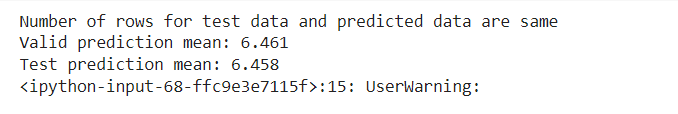 Number of rows for test data and predicted data are same
Valid prediction mean: 6.461
Test prediction mean: 6.458
<ipython-input-68-ffc9e3e7115f>:15: UserWarning: